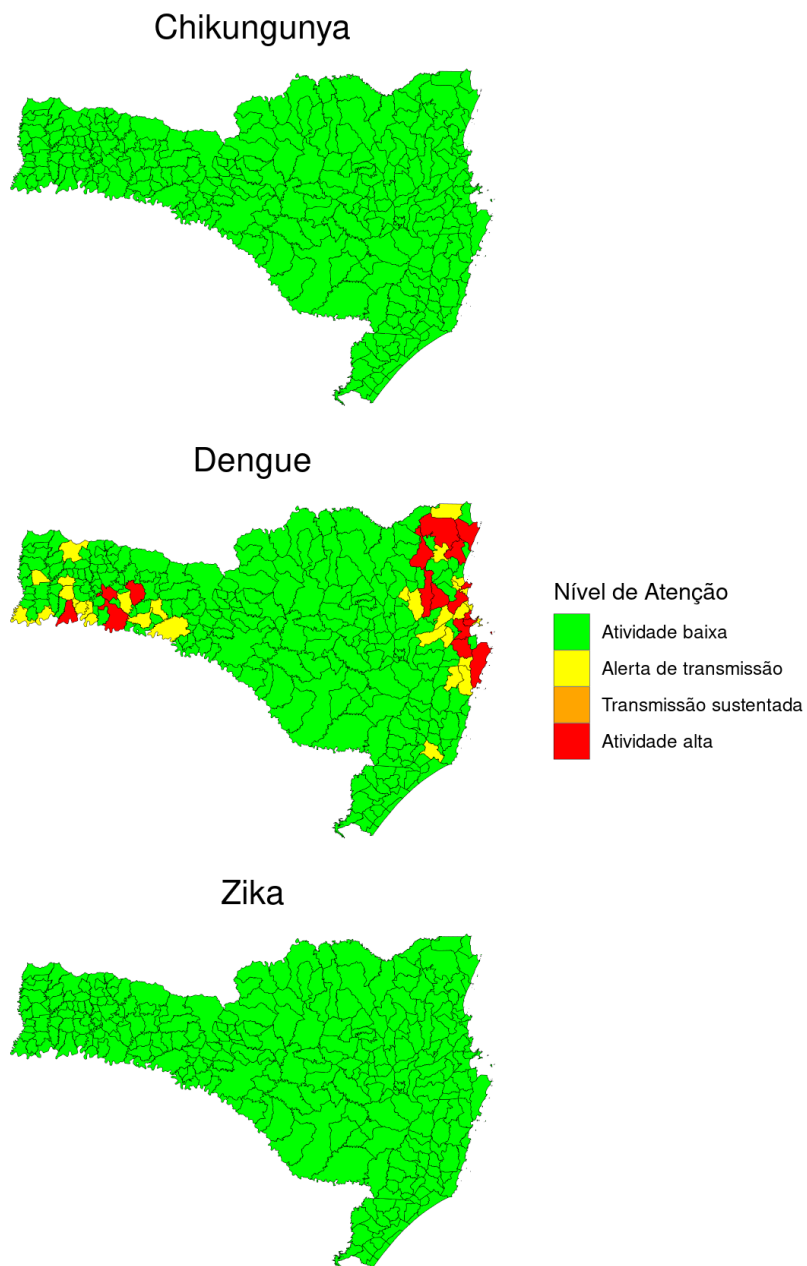 Chikungunya
Dengue
Nível de Atenção
Atividade baixa
Alerta de transmissão
Transmissão sustentada
Atividade alta
Zika